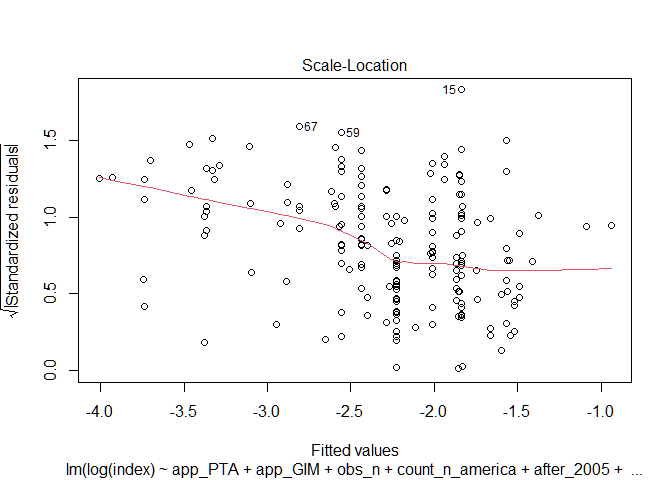 Scale-Location
√|Standardized residuals|
1.5
1.0
0.5
0.0
15
67
59
-4.0 -3.5 -3.0 -2.5 -2.0 -1.5 -1.0
Fitted values
lm(log(index) ~ app_PTA + app_GIM + obs_n + count_n_america + after_2005 + ...